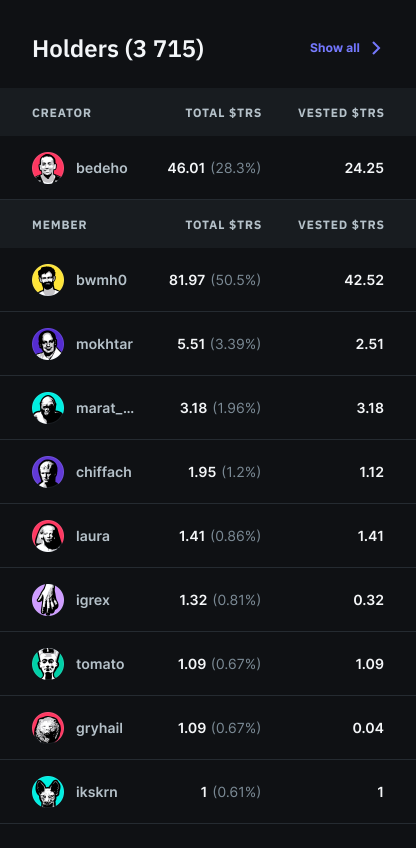 Holders (3 715) Show all
CREATOR TOTAL $TRS VESTED $TRS
bedeho 46.01 (28.3%) 24.25
MEMBER TOTAL $TRS VESTED $TRS
bwmh0 81.97 (50.5%) 42.52
mokhtar 5.51 (3.39%) 2.51
marat_... 3.18 (1.96%) 3.18
chiffach 1.95 (1.2%) 1.12
laura 1.41 (0.86%) 1.41
igrex 1.32 (0.81%) 0.32
tomato 1.09 (0.67%) 1.09
gryhail 1.09 (0.67%) 0.04
ikskrn 1 (0.61%) 1